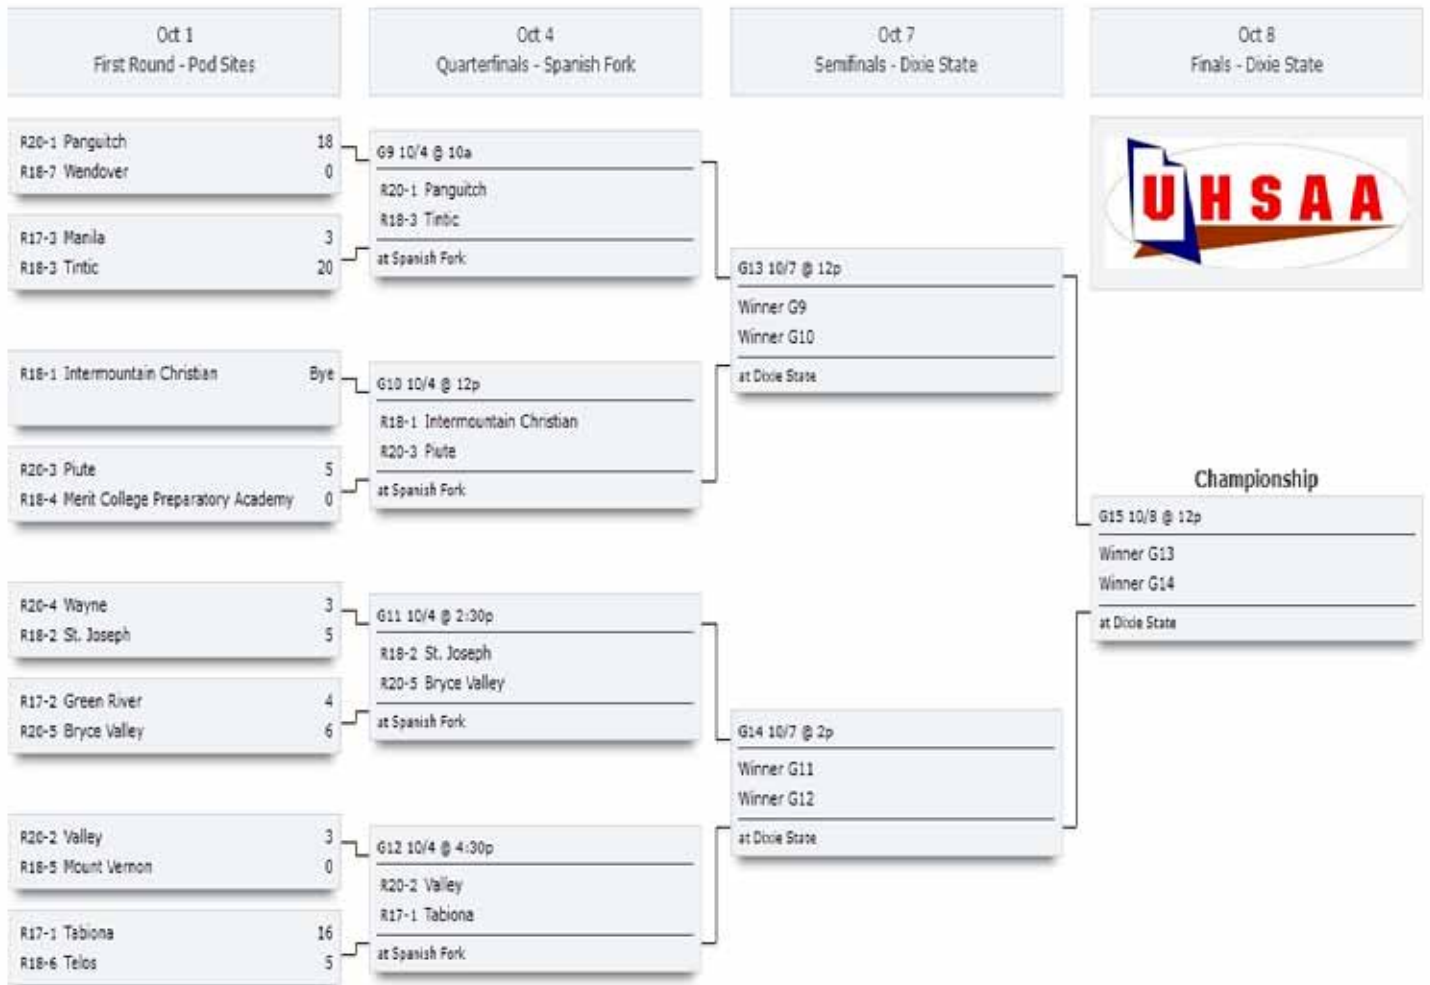 Oct 1
First Round - Pod Sites
Oct 4
Quarterfinals - Spanish Fork
Oct 7
Semifinals - Dixie State
Oct 8
Finals - Dixie State
R20-1 Panguitch 18
R18-7 Wendover 0
R17-3 Manila 3
R18-3 Tintic 20
R18-1 Intermountain Christian Bye
R20-3 Piute 5
R18-4 Merit College Preparatory Academy 0
R20-4 Wayne 3
R18-2 St. Joseph 5
R17-2 Green River 4
R20-5 Bryce Valley 6
R20-2 Valley 3
R18-5 Mount Vernon 0
R17-1 Tabiona 16
R18-6 Telos 5
G9 10/4 @ 10a
R20-1 Panguitch
R18-3 Tintic
at Spanish Fork
G10 10/4 @ 12p
R18-1 Intermountain Christian
R20-3 Piute
at Spanish Fork
G11 10/4 @ 2:30p
R18-2 St. Joseph
R20-5 Bryce Valley
at Spanish Fork
G12 10/4 @ 4:30p
R20-2 Valley
R17-1 Tabiona
at Spanish Fork
G13 10/7 @ 12p
Winner G9
Winner G10
at Dixie State
G14 10/7 @ 2p
Winner G11
Winner G12
at Dixie State
UHSAA
Championship
G15 10/8 @ 12p
Winner G13
Winner G14
at Dixie State